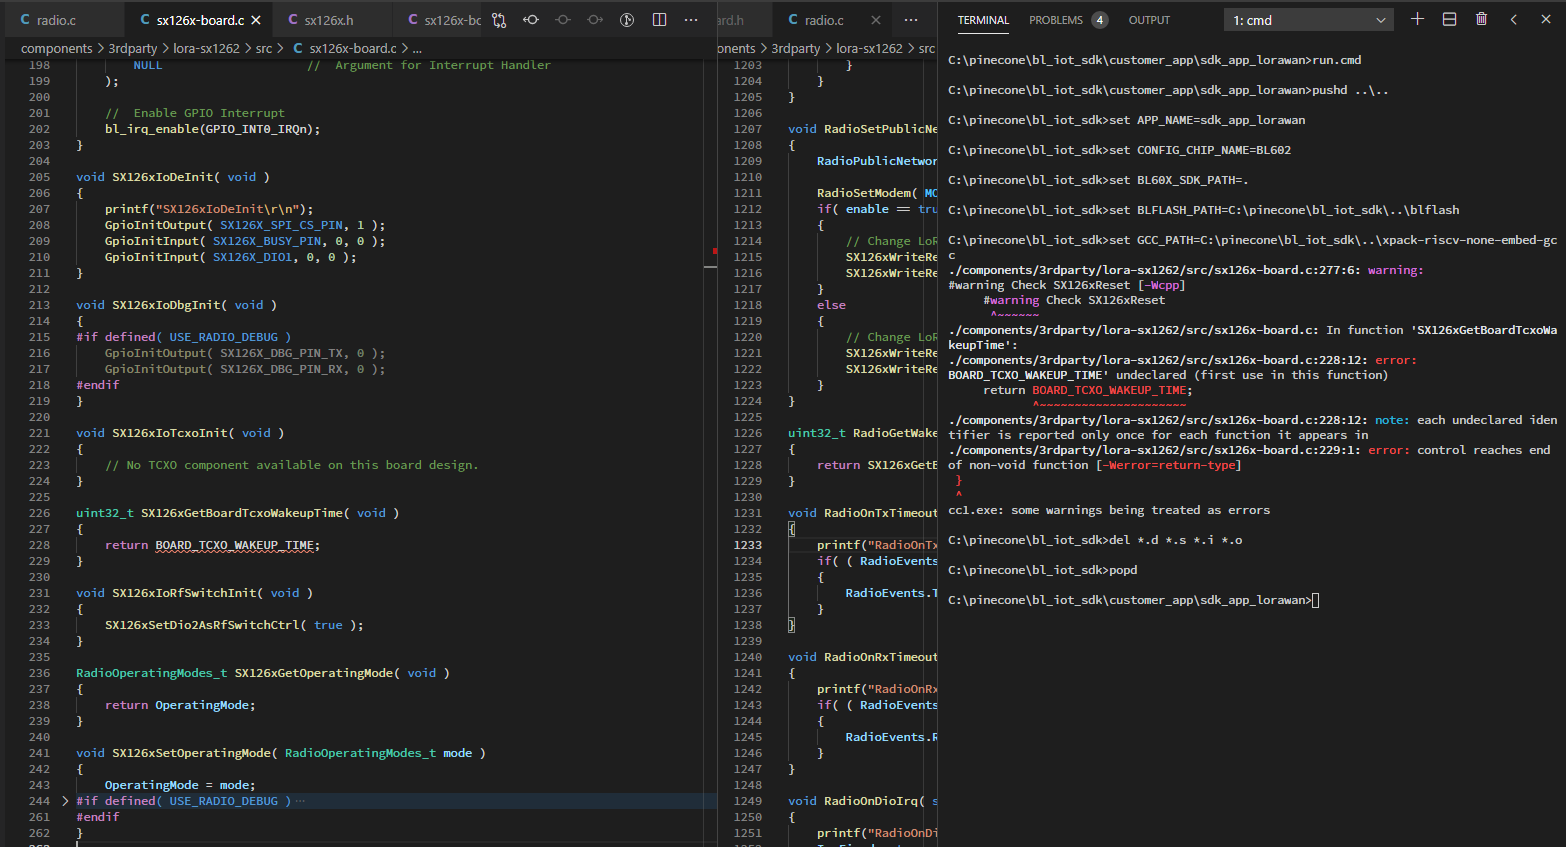 radio.c
sx126x-board.c
sx126x.h
sx126x-bo
components > 3rdparty > lora-sx1262 > src > C sx126x-board.c > ...
198 NULL // Argument for Interrupt Handler
199 );
200
201 // Enable GPIO Interrupt
202 bl_irq_enable(GPIO_INT0_IRQn);
203 }
204
205 void SX126xIoDeInit( void )
206 {
207 printf("SX126xIoDeInit\r\n");
208 GpioInitOutput( SX126X_SPI_CS_PIN, 1 );
209 GpioInitInput( SX126X_BUSY_PIN, 0, 0 );
210 GpioInitInput( SX126X_DIO1, 0, 0 );
211 }
212
213 void SX126xIoDbgInit( void )
214 {
215 #if defined( USE_RADIO_DEBUG )
216 GpioInitOutput( SX126X_DBG_PIN_TX, 0 );
217 GpioInitOutput( SX126X_DBG_PIN_RX, 0 );
218 #endif
219 }
220
221 void SX126xIoTcxoInit( void )
222 {
223 // No TCXO component available on this board design.
224 }
225
226 uint32_t SX126xGetBoardTcxoWakeupTime( void )
227 {
228 return BOARD_TCXO_WAKEUP_TIME;
229 }
230
231 void SX126xIoRfSwitchInit( void )
232 {
233 SX126xSetDio2AsRfSwitchCtrl( true );
234 }
235
236 RadioOperatingModes_t SX126xGetOperatingMode( void )
237 {
238 return OperatingMode;
239 }
240
241 void SX126xSetOperatingMode( RadioOperatingModes_t mode )
242 {
243 OperatingMode = mode;
244 #if defined( USE_RADIO_DEBUG ) ...
261 #endif
262 }
ard.h
radio.c
onents > 3rdparty > lora-sx1262 > src
1203 }
1204 }
1205 }
1206
1207 void RadioSetPublicNe
1208 {
1209 RadioPublicNetwor
1210
1211 RadioSetModem( MO
1212 if( enable == tru
1213 {
1214 // Change LoR
1215 SX126xWriteRe
1216 SX126xWriteRe
1217 }
1218 else
1219 {
1220 // Change LoR
1221 SX126xWriteRe
1222 SX126xWriteRe
1223 }
1224 }
1225
1226 uint32_t RadioGetWake
1227 {
1228 return SX126xGetB
1229 }
1230
1231 void RadioOnTxTimeout
1232 {
1233 printf("RadioOnTx
1234 if( ( RadioEvents
1235 {
1236 RadioEvents.T
1237 }
1238 }
1239
1240 void RadioOnRxTimeout
1241 {
1242 printf("RadioOnRx
1243 if( ( RadioEvents
1244 {
1245 RadioEvents.R
1246 }
1247 }
1248
1249 void RadioOnDioIrq( s
1250 {
1251 printf("RadioOnDi
TERMINAL PROBLEMS 4 OUTPUT 1: cmd
C:\pinecone\bl_iot_sdk\customer_app\sdk_app_lorawan>run.cmd
C:\pinecone\bl_iot_sdk\customer_app\sdk_app_lorawan>pushd ..\..
C:\pinecone\bl_iot_sdk>set APP_NAME=sdk_app_lorawan
C:\pinecone\bl_iot_sdk>set CONFIG_CHIP_NAME=BL602
C:\pinecone\bl_iot_sdk>set BL60X_SDK_PATH=.
C:\pinecone\bl_iot_sdk>set BLFLASH_PATH=C:\pinecone\bl_iot_sdk\..\blflash
C:\pinecone\bl_iot_sdk>set GCC_PATH=C:\pinecone\bl_iot_sdk\..\xpack-riscv-none-embed-gc
c
./components/3rdparty/lora-sx1262/src/sx126x-board.c:277:6: warning:
#warning Check SX126xReset [-Wcpp]
#warning Check SX126xReset
^~~~~~~
./components/3rdparty/lora-sx1262/src/sx126x-board.c: In function 'SX126xGetBoardTcxoWa
keupTime':
./components/3rdparty/lora-sx1262/src/sx126x-board.c:228:12: error:
BOARD_TCXO_WAKEUP_TIME' undeclared (first use in this function)
return BOARD_TCXO_WAKEUP_TIME;
^~~~~~~~~~~~~~~~~~~~~~
./components/3rdparty/lora-sx1262/src/sx126x-board.c:228:12: note: each undeclared iden
tifier is reported only once for each function it appears in
./components/3rdparty/lora-sx1262/src/sx126x-board.c:229:1: error: control reaches end
of non-void function [-Werror=return-type]
}
^
cc1.exe: some warnings being treated as errors
C:\pinecone\bl_iot_sdk>del *.d *.s *.i *.o
C:\pinecone\bl_iot_sdk>popd
C:\pinecone\bl_iot_sdk\customer_app\sdk_app_lorawan>